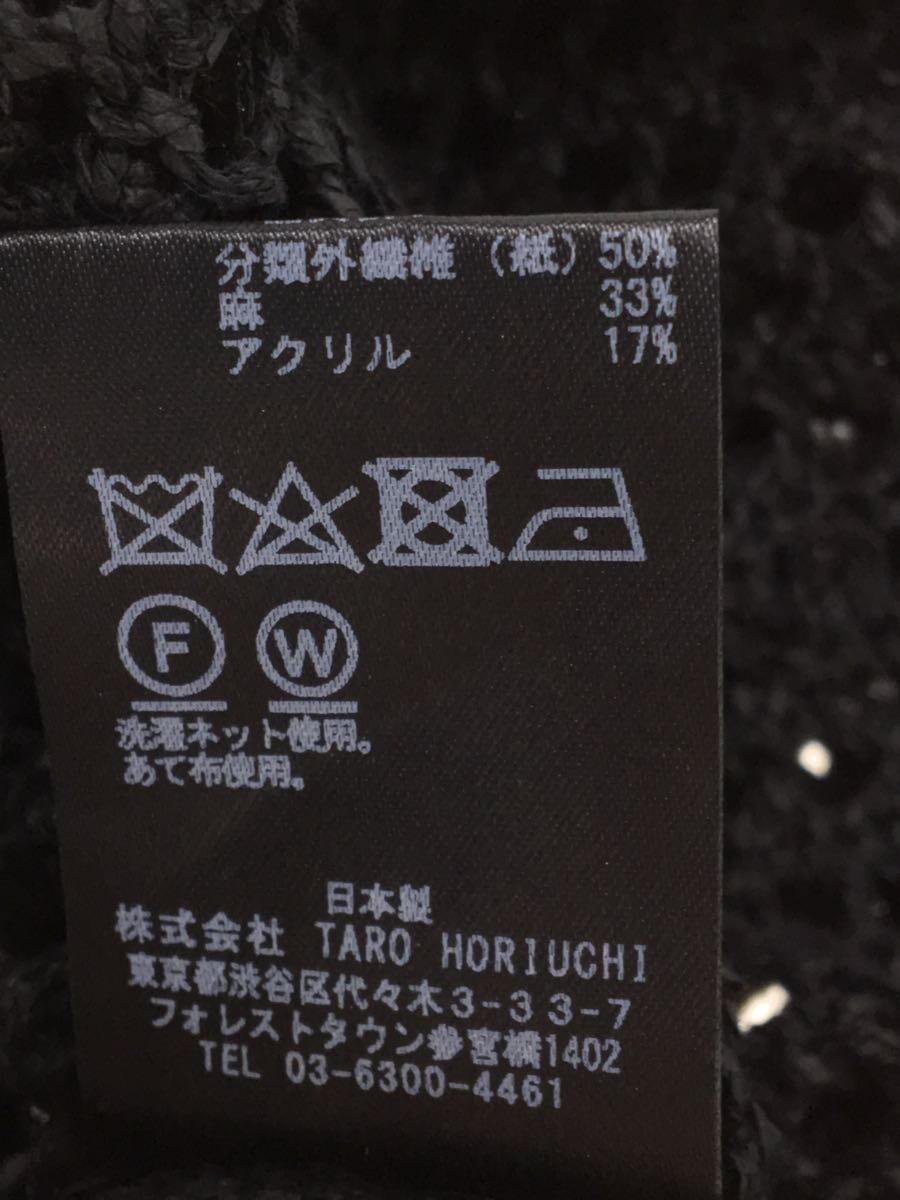 分類外繊維 (紙) 50%
麻 33%
アクリル 17%
F W
洗濯ネット使用。
あて布使用。
日本製
株式会社 TARO HORIUCHI
東京都渋谷区代々木3-33-7
フォレストタウン参宮橋1402
TEL 03-6300-4461